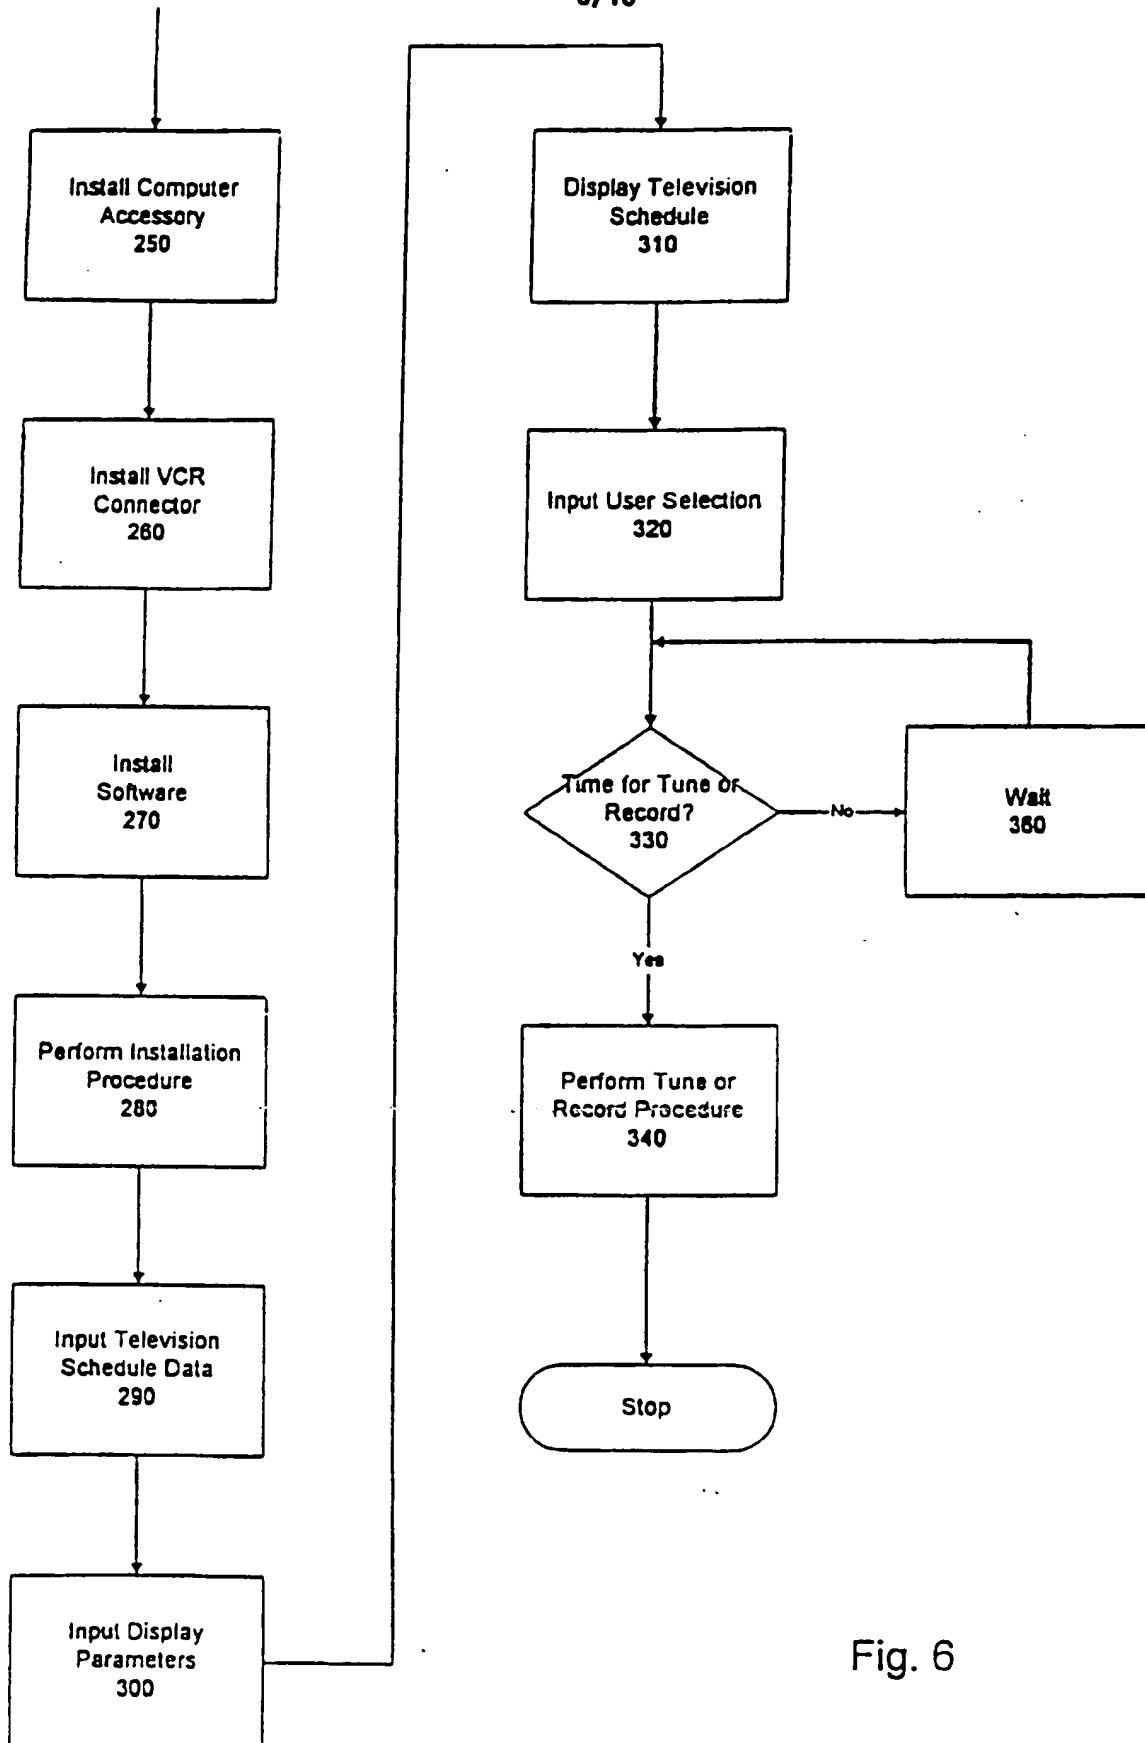 Install Computer
Accessory
250
Install VCR
Connector
260
Install
Software
270
Perform Installation
Procedure
280
Input Television
Schedule Data
290
Input Display
Parameters
300
Display Television
Schedule
310
Input User Selection
320
Time for Tune or
Record?
330
No
Wait
360
Yes
Perform Tune or
Record Procedure
340
Stop
Fig. 6